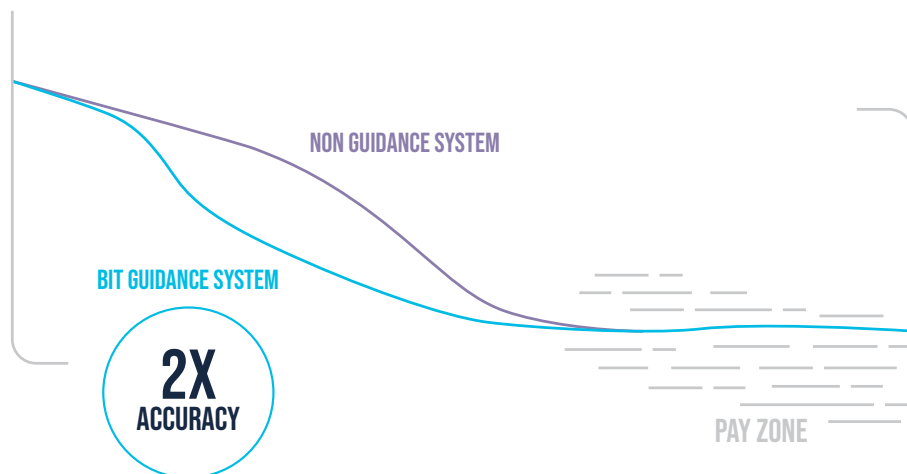 NON GUIDANCE SYSTEM
BIT GUIDANCE SYSTEM
2X
ACCURACY
PAY ZONE